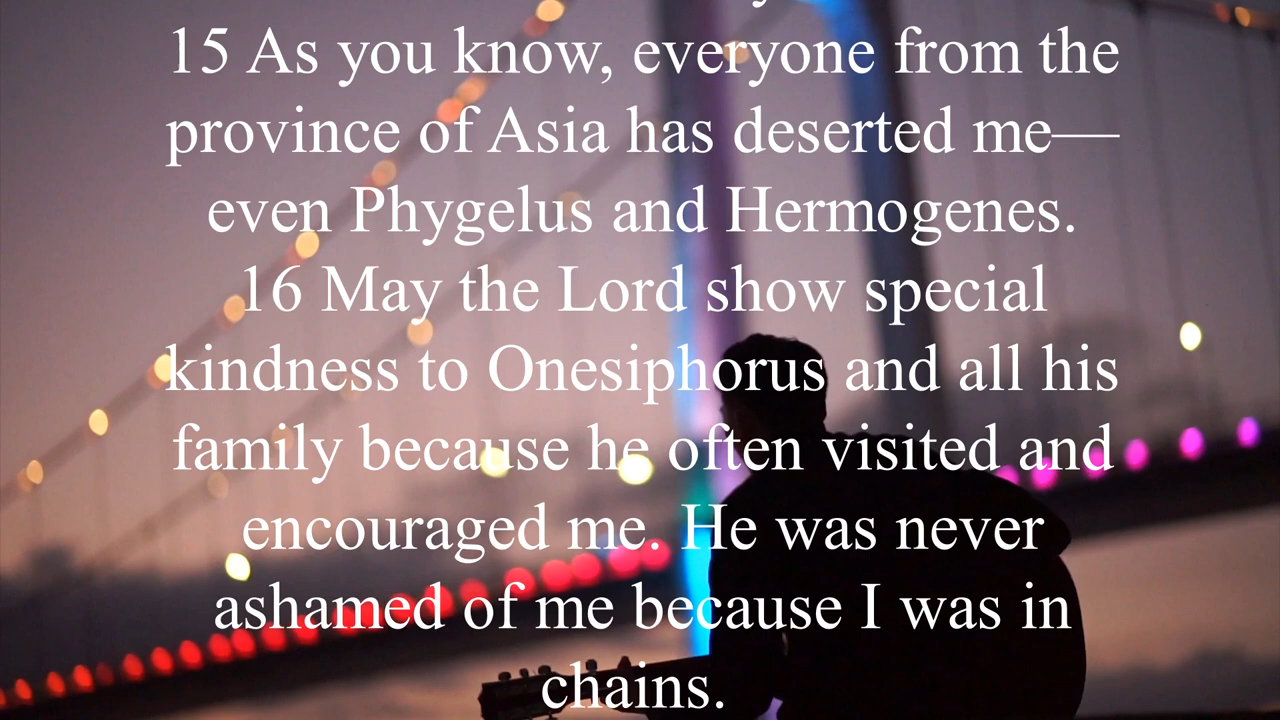 15 As you know, everyone from the
province of Asia has deserted me—
even Phygelus and Hermogenes.
16 May the Lord show special
kindness to Onesiphorus and all his
family because he often visited and
encouraged me. He was never
ashamed of me because I was in
chains.